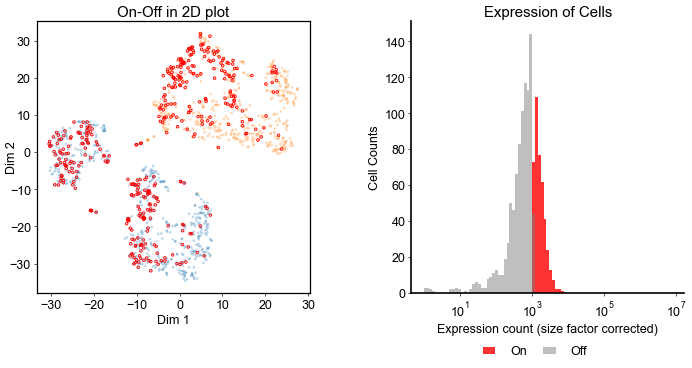 On-Off in 2D plot
Expression of Cells
30
20
10
0
−10
−20
−30
Dim 2
−30 −20 −10 0 10 20 30
Dim 1
140
120
100
80
60
40
20
0
Cell Counts
10^1 10^3 10^5 10^7
Expression count (size factor corrected)
On Off